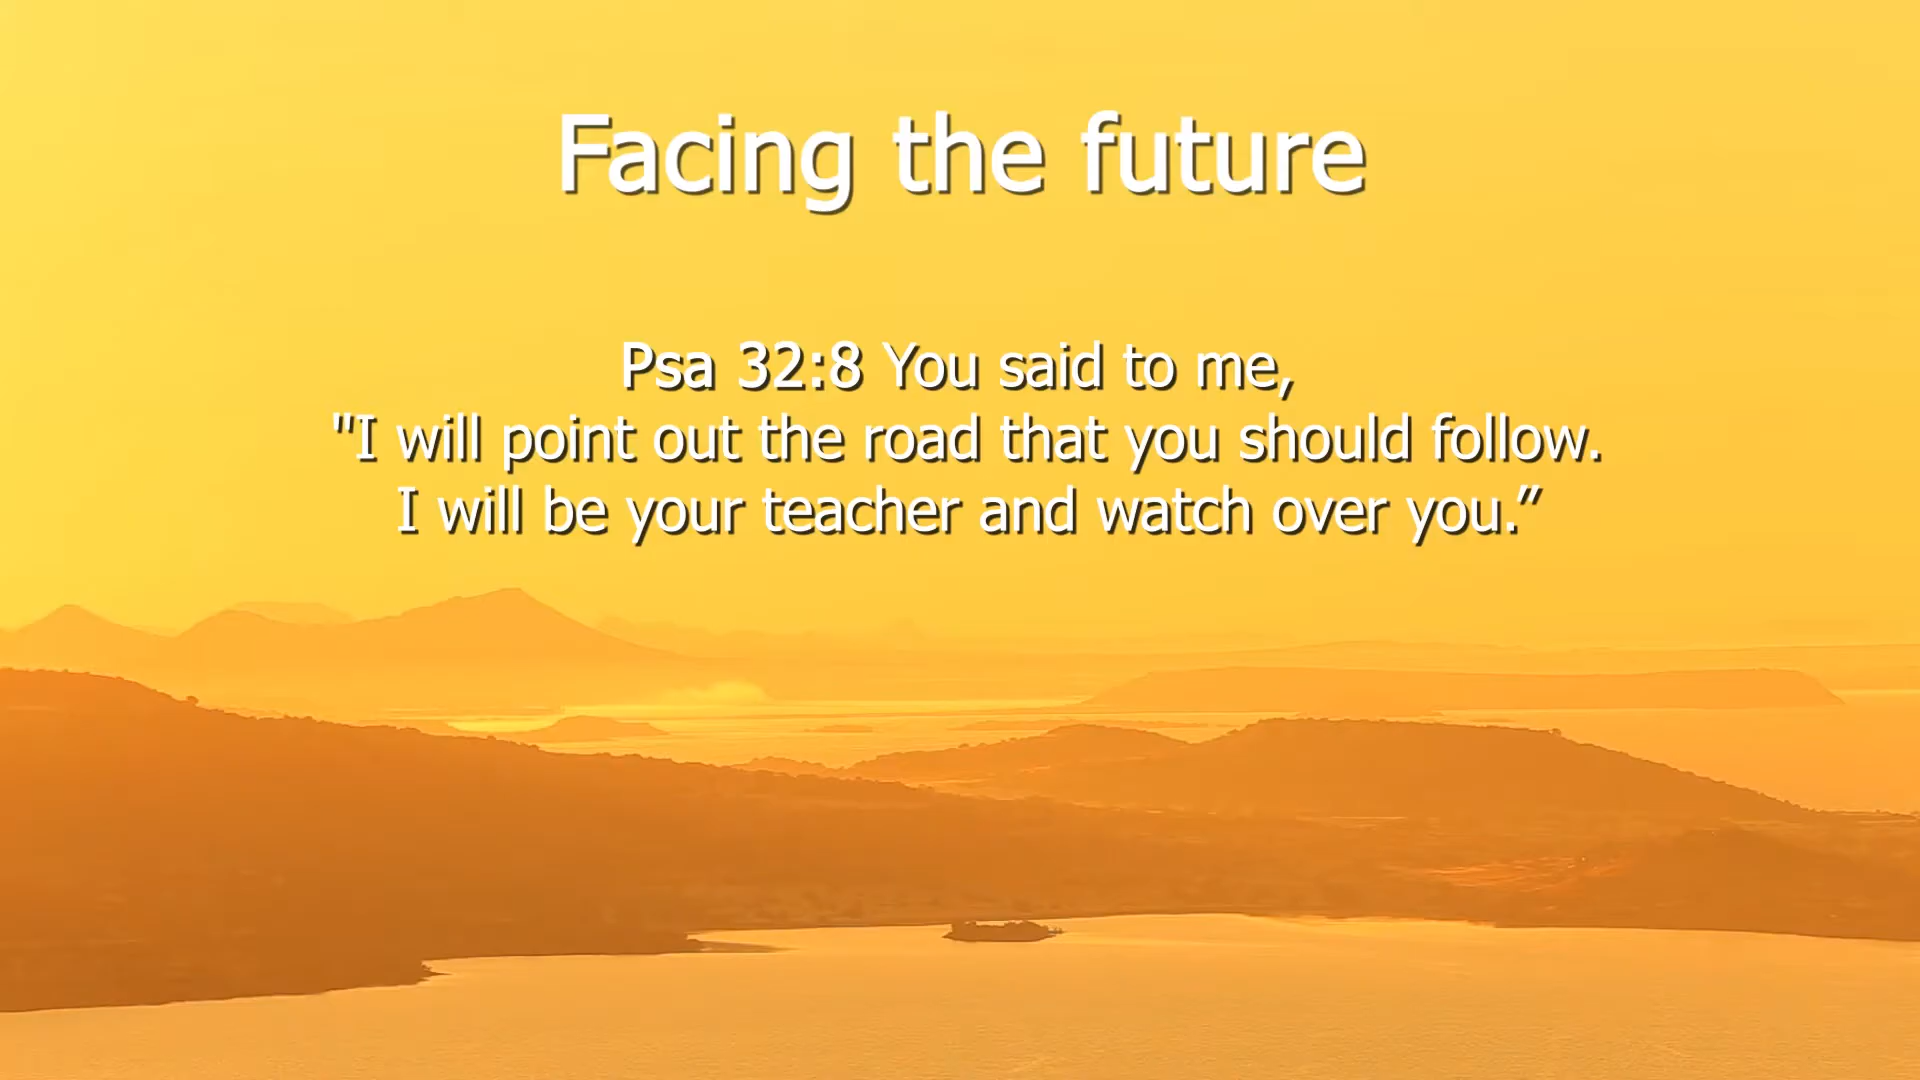 Facing the future
Psa 32:8 You said to me,
"I will point out the road that you should follow.
I will be your teacher and watch over you.”